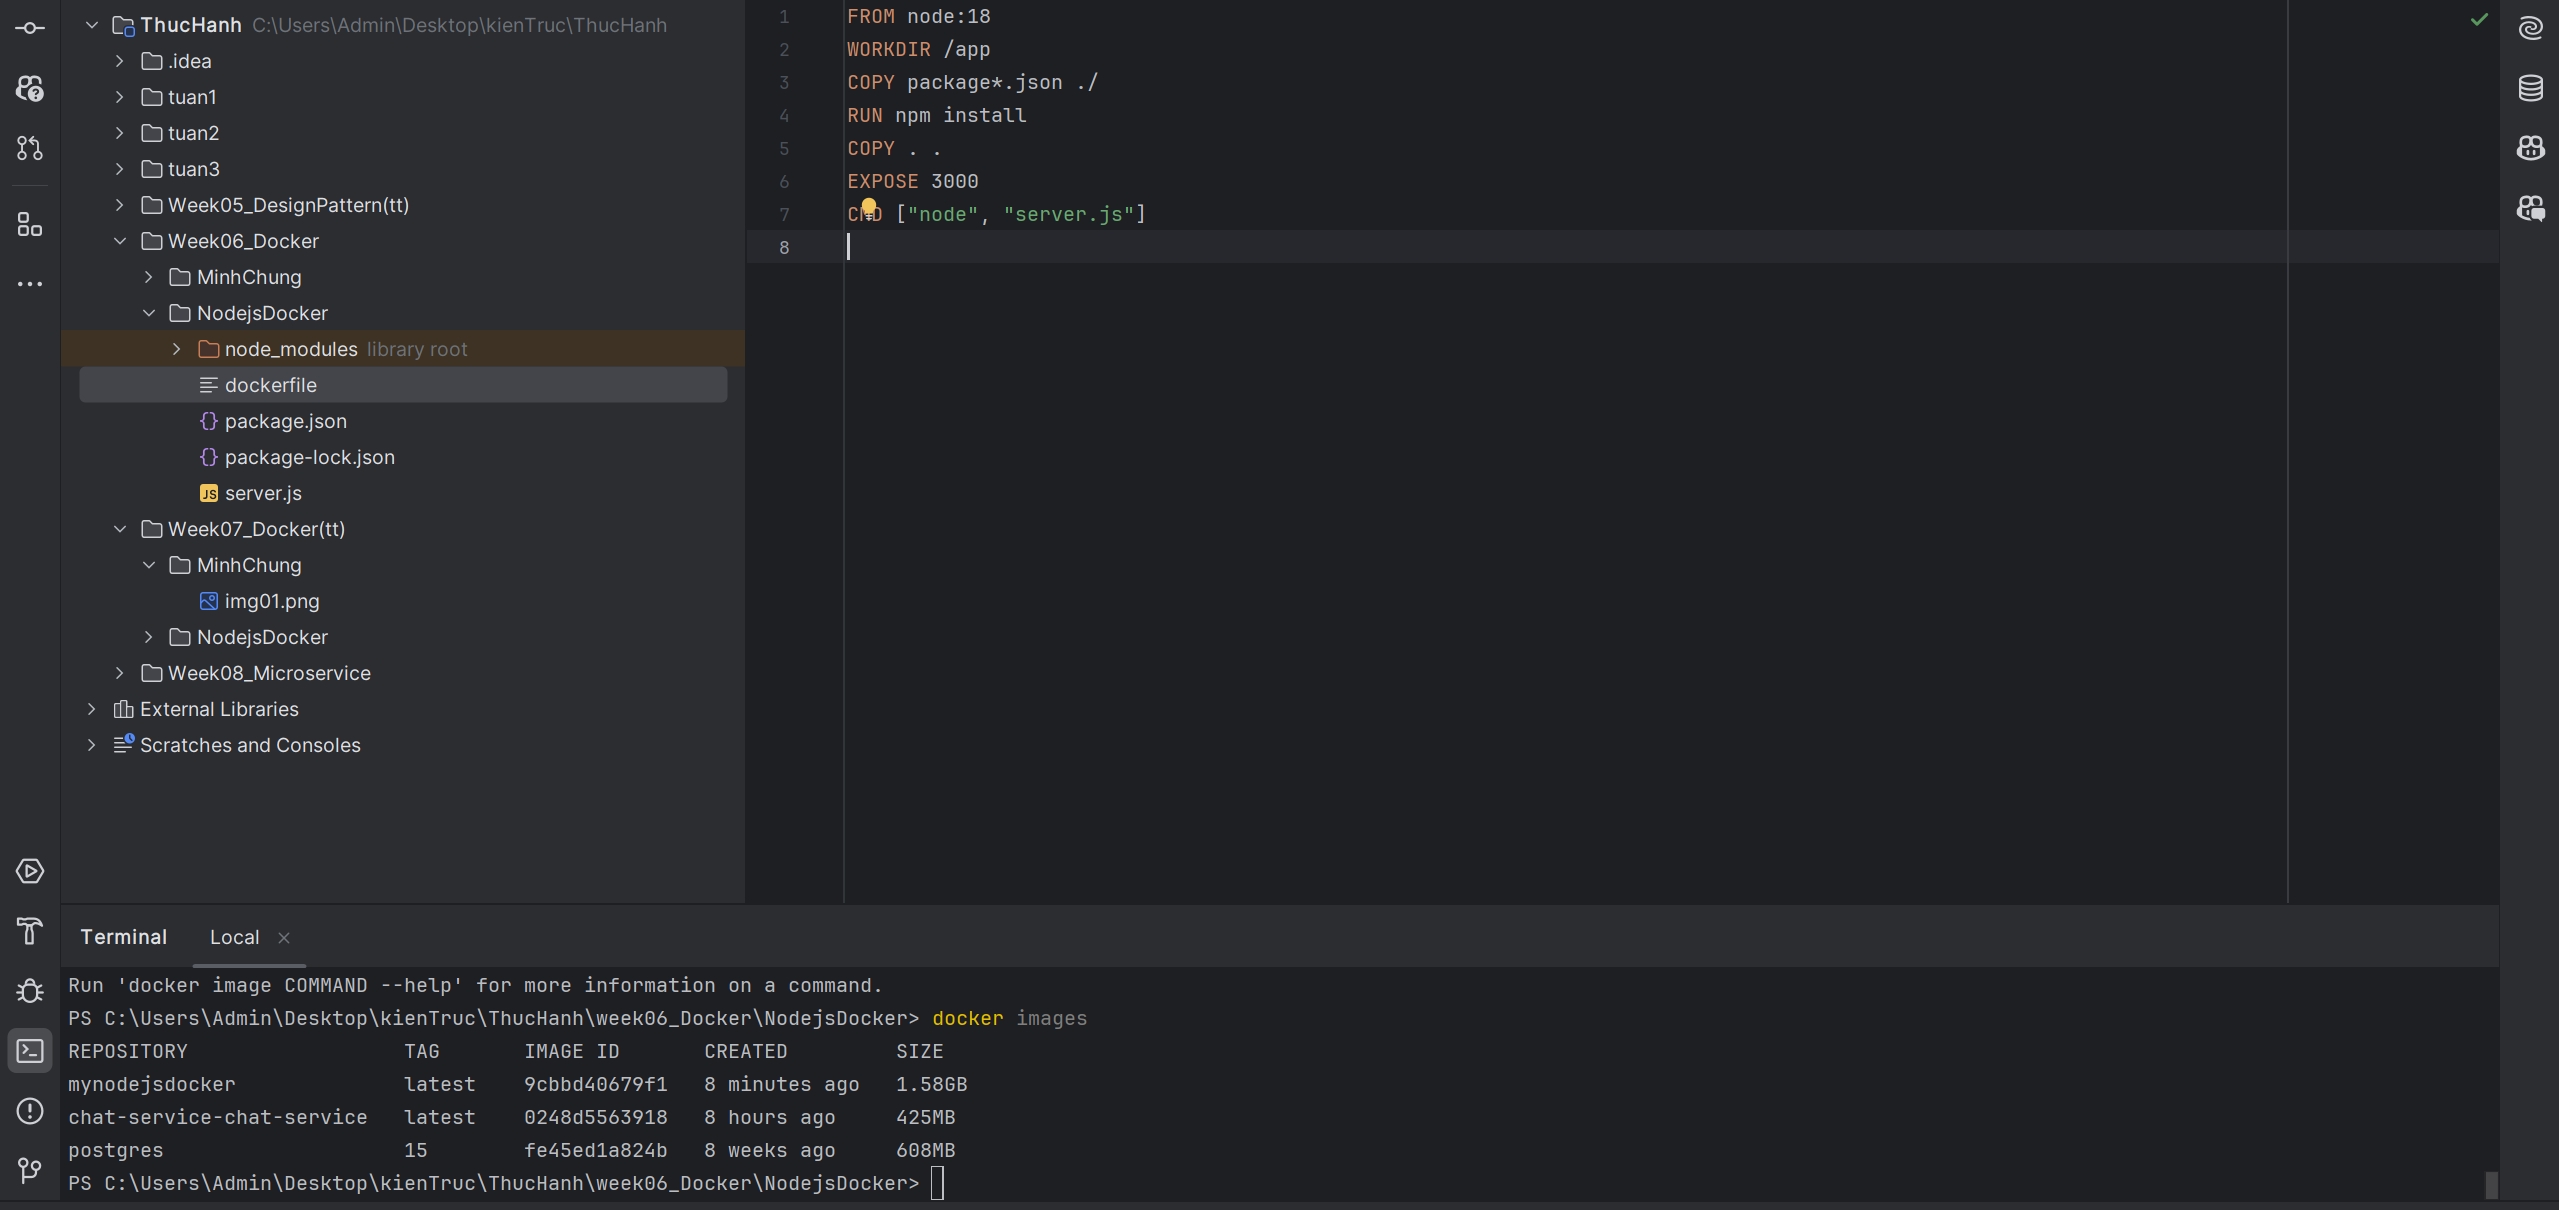 ThucHanh C:\Users\Admin\Desktop\kienTruc\ThucHanh
.idea
tuan1
tuan2
tuan3
Week05_DesignPattern(tt)
Week06_Docker
MinhChung
NodejsDocker
node_modules library root
dockerfile
package.json
package-lock.json
JS server.js
Week07_Docker(tt)
MinhChung
img01.png
NodejsDocker
Week08_Microservice
External Libraries
Scratches and Consoles
1 FROM node:18
2 WORKDIR /app
3 COPY package*.json ./
4 RUN npm install
5 COPY . .
6 EXPOSE 3000
7 CMD ["node", "server.js"]
8
Terminal Local
Run 'docker image COMMAND --help' for more information on a command.
PS C:\Users\Admin\Desktop\kienTruc\ThucHanh\week06_Docker\NodejsDocker> docker images
REPOSITORY TAG IMAGE ID CREATED SIZE
mynodejsdocker latest 9cbbd40679f1 8 minutes ago 1.58GB
chat-service-chat-service latest 0248d5563918 8 hours ago 425MB
postgres 15 fe45ed1a824b 8 weeks ago 608MB
PS C:\Users\Admin\Desktop\kienTruc\ThucHanh\week06_Docker\NodejsDocker>